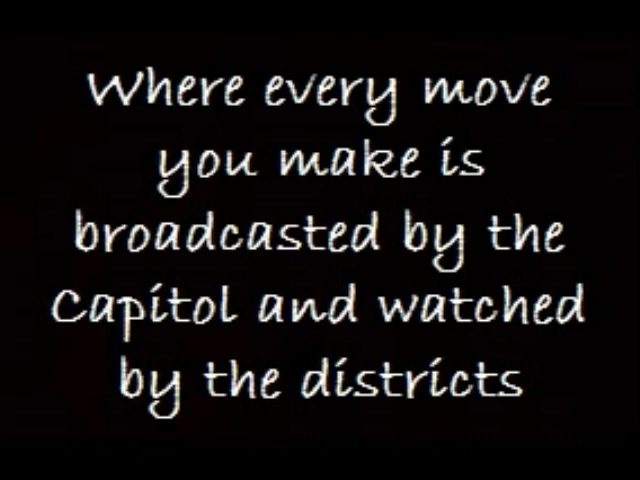 Where every move
you make is
broadcasted by the
Capitol and watched
by the districts